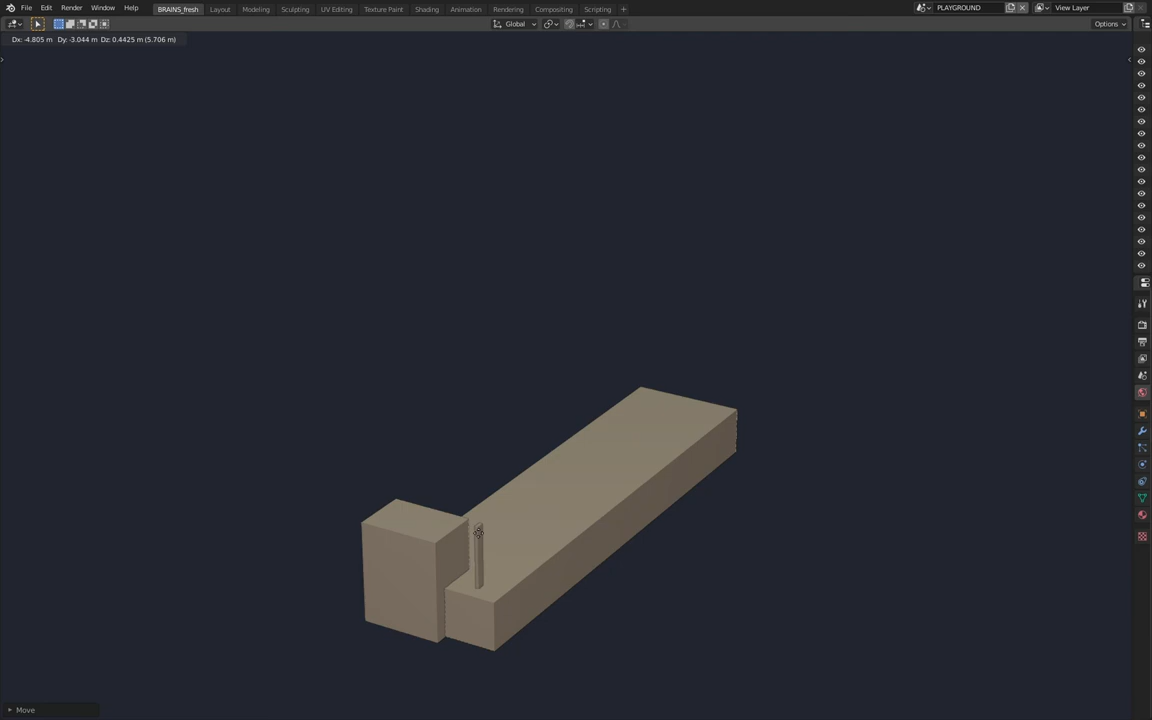 File Edit Render Window Help BRAINS_fresh Layout Modeling Sculpting UV Editing Texture Paint Shading Animation Rendering Compositing Scripting + PLAYGROUND View Layer
Global Options
Dx: -4.805 m Dy: -3.044 m Dz: 0.4425 m (5.706 m)
Move